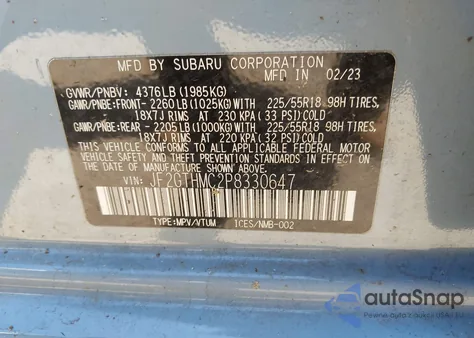 MFD BY SUBARU CORPORATION
MFD IN 02/23
GVWR/PNBV: 4376LB (1985KG)
GAWR/PNBE:FRONT- 2260LB (1025KG)WITH 225/55R18 98H TIRES,
18X7J RIMS AT 230 KPA (33 PSI)COLD
GAWR/PNBE:REAR - 2205LB (1000KG)WITH 225/55R18 98H TIRES,
18X7J RIMS AT 220 KPA (32 PSI)COLD
THIS VEHICLE CONFORMS TO ALL APPLICABLE FEDERAL MOTOR
VEHICLE SAFETY STANDARDS IN EFFECT ON THE
DATE OF MANUFACTURE SHOWN ABOVE.
VIN: JF2GTHMC2P8330647
TYPE:MPV/VTUM ICES/NMB-002
autoSnap